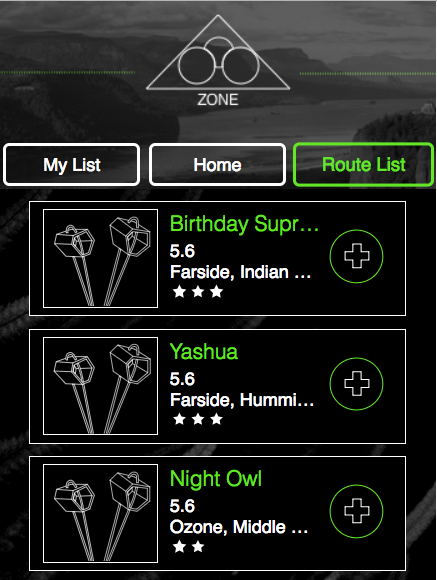 ZONE
My List
Home
Route List
Birthday Supr...
5.6
Farside, Indian ...
Yashua
5.6
Farside, Hummi...
Night Owl
5.6
Ozone, Middle ...